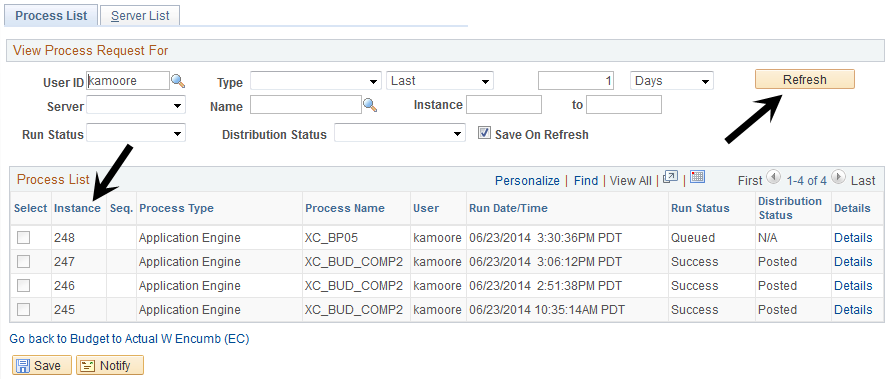 Process List Server List
View Process Request For
User ID kamoore Type Last 1 Days Refresh
Server Name Instance to
Run Status Distribution Status Save On Refresh
Process List Personalize | Find | View All | | First 1-4 of 4 Last
Select Instance Seq. Process Type Process Name User Run Date/Time Run Status Distribution Status Details
248 Application Engine XC_BP05 kamoore 06/23/2014 3:30:36PM PDT Queued N/A Details
247 Application Engine XC_BUD_COMP2 kamoore 06/23/2014 3:06:12PM PDT Success Posted Details
246 Application Engine XC_BUD_COMP2 kamoore 06/23/2014 2:51:38PM PDT Success Posted Details
245 Application Engine XC_BUD_COMP2 kamoore 06/23/2014 10:35:14AM PDT Success Posted Details
Go back to Budget to Actual W Encumb (EC)
Save Notify